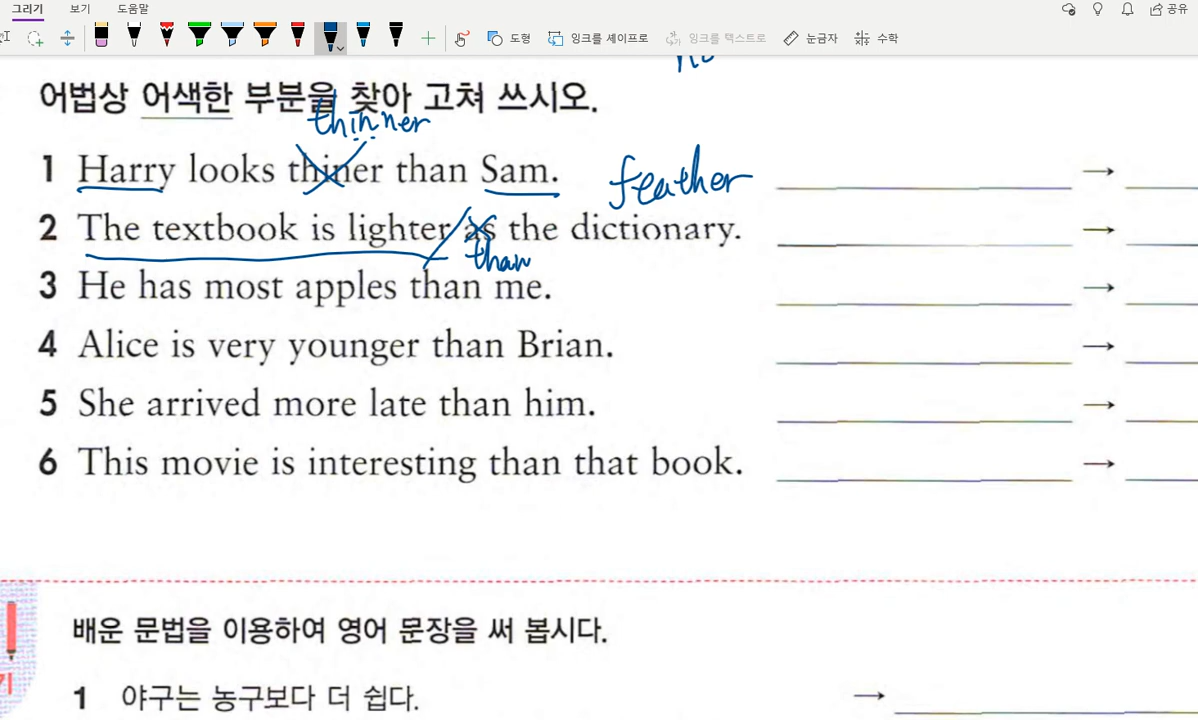 그리기 보기 도움말 공유
도형 잉크를 셰이프로 잉크를 텍스트로 눈금자 수학
어법상 어색한 부분을 찾아 고쳐 쓰시오.
thinner
1 Harry looks thiner than Sam. →
feather
2 The textbook is lighter as the dictionary. →
than
3 He has most apples than me. →
4 Alice is very younger than Brian. →
5 She arrived more late than him. →
6 This movie is interesting than that book. →
배운 문법을 이용하여 영어 문장을 써 봅시다.
1 야구는 농구보다 더 쉽다. →